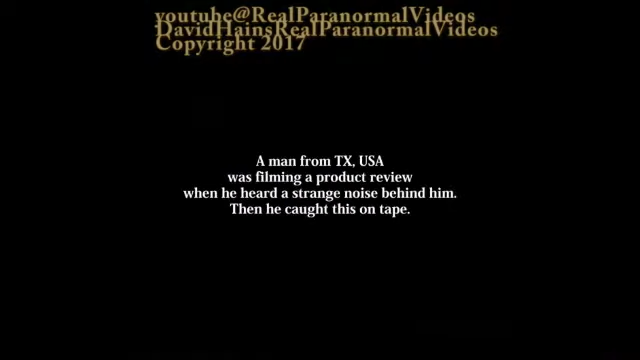 youtube@RealParanormalVideos
DavidHainsRealParanormalVideos
Copyright 2017
A man from TX, USA
was filming a product review
when he heard a strange noise behind him.
Then he caught this on tape.